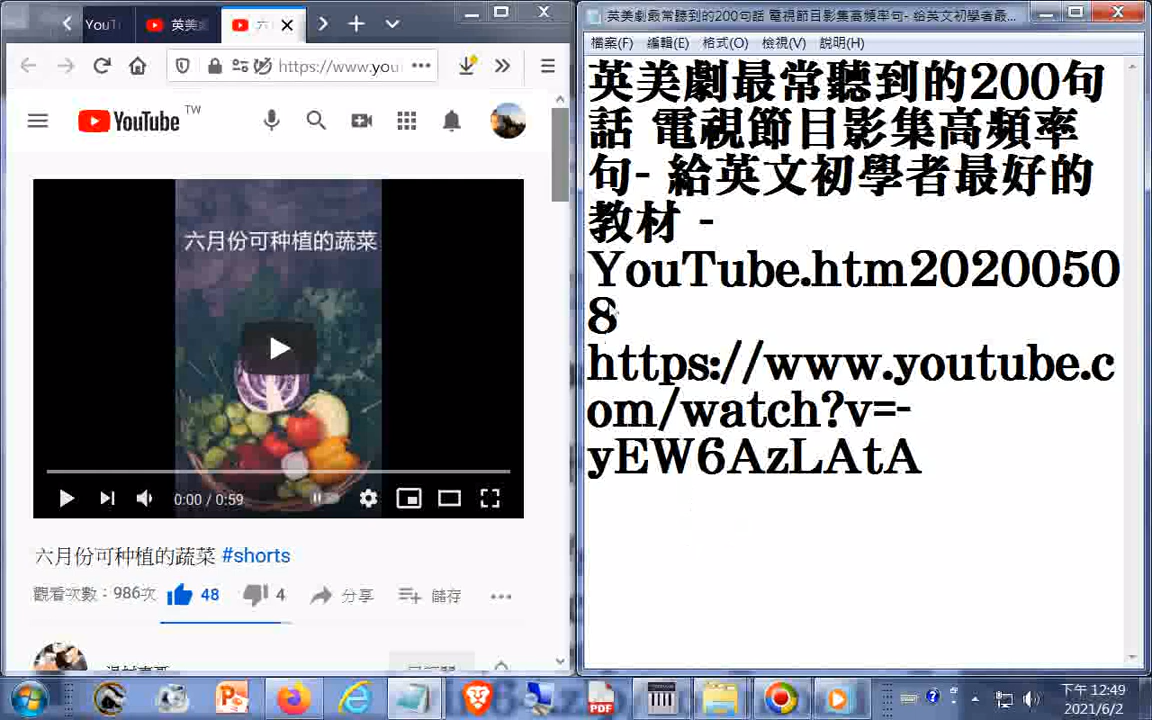 YouT
英美
六
https://www.you
YouTube TW
六月份可种植的蔬菜
0:00 / 0:59
六月份可种植的蔬菜 #shorts
觀看次數：986次
48
4
分享
儲存
英美劇最常聽到的200句話 電視節目影集高頻率句- 給英文初學者最...
檔案(F) 編輯(E) 格式(O) 檢視(V) 說明(H)
英美劇最常聽到的200句
話 電視節目影集高頻率
句- 給英文初學者最好的
教材 -
YouTube.htm2020050
8
https://www.youtube.c
om/watch?v=-
yEW6AzLAtA
PDF
下午 12:49
2021/6/2